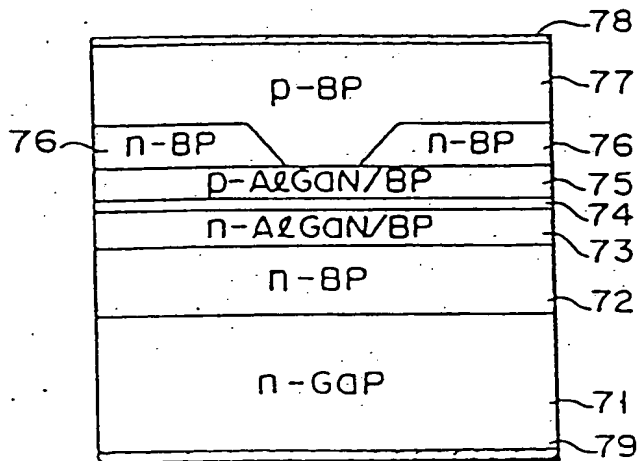 78
p-BP
77
76
n-BP
n-BP
76
p-AlGaN/BP
75
74
n-AlGaN/BP
73
n-BP
72
n-GaP
71
79